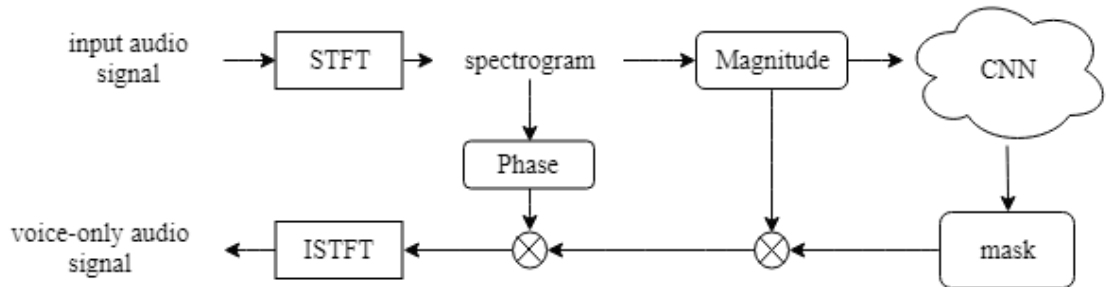 input audio
signal
STFT
spectrogram
Magnitude
CNN
Phase
voice-only audio
signal
ISTFT
mask